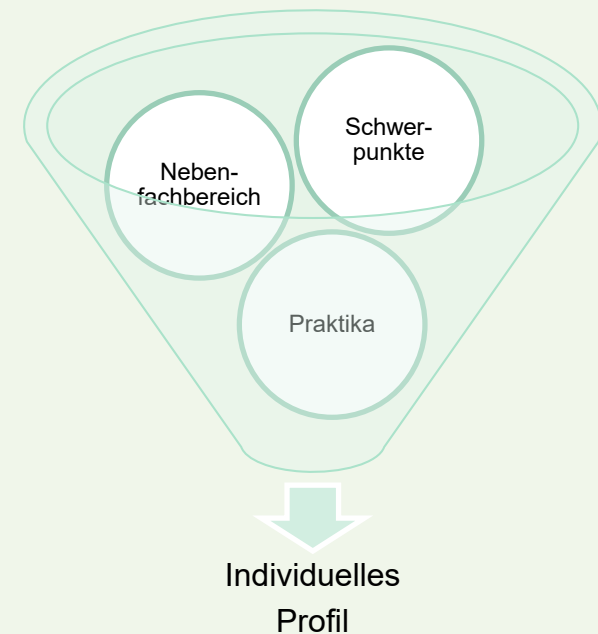 Schwer-
punkte
Neben-
fachbereich
Praktika
Individuelles
Profil